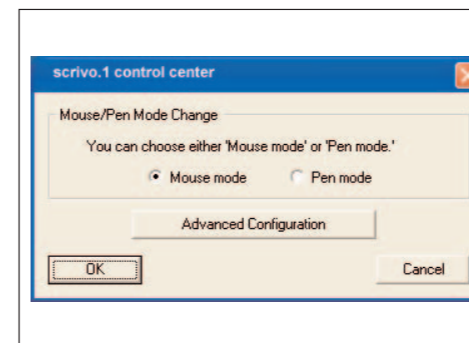 scrivo.1 control center
Mouse/Pen Mode Change
You can choose either 'Mouse mode' or 'Pen mode.'
Mouse mode Pen mode
Advanced Configuration
OK Cancel